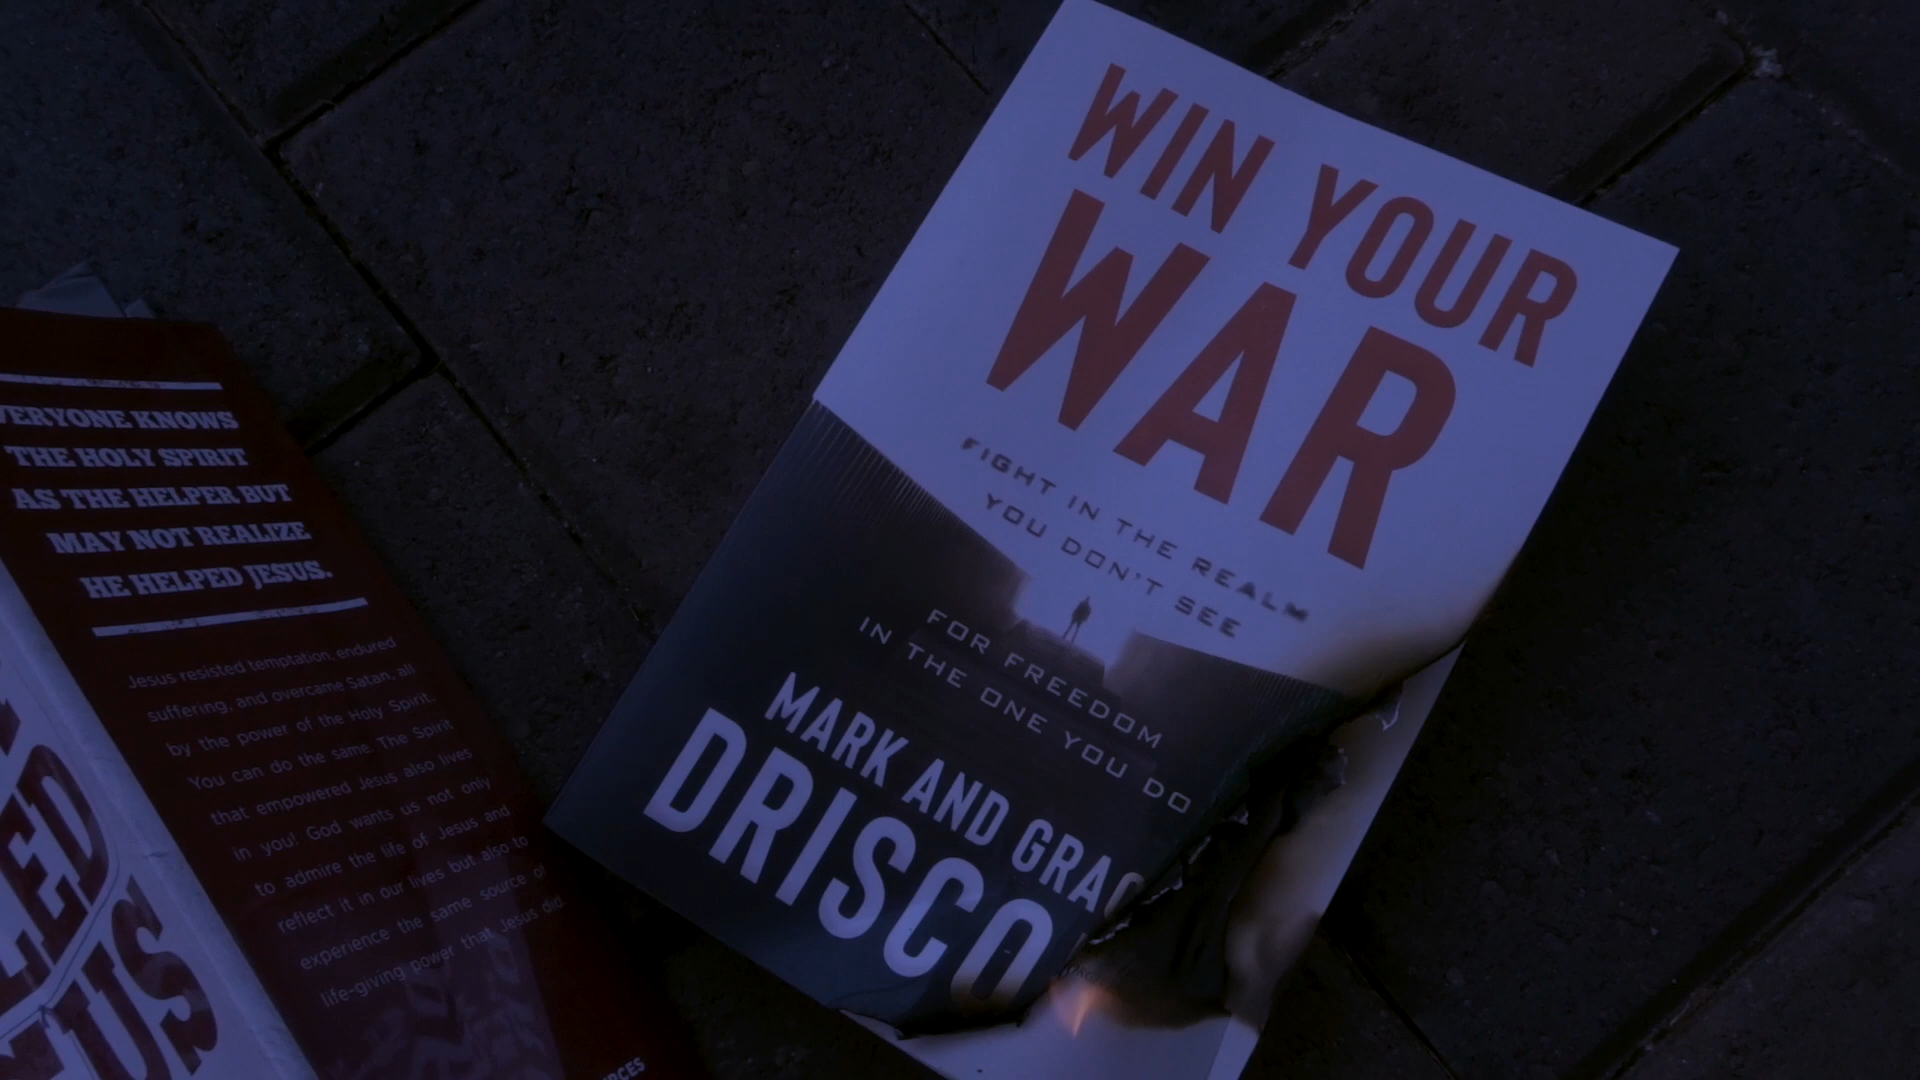 WIN YOUR
WAR
FIGHT IN THE REALM
YOU DON'T SEE
FOR FREEDOM
IN THE ONE YOU DO
MARK AND GRAC
DRISCO
VERYONE KNOWS
THE HOLY SPIRIT
AS THE HELPER BUT
MAY NOT REALIZE
HE HELPED JESUS.
Jesus resisted temptation, endured
suffering, and overcame Satan, all
by the power of the Holy Spirit.
You can do the same. The Spirit
that empowered Jesus also lives
in you! God wants us not only
to admire the life of Jesus and
reflect it in our lives but also to
experience the same source of
life-giving power that Jesus did.